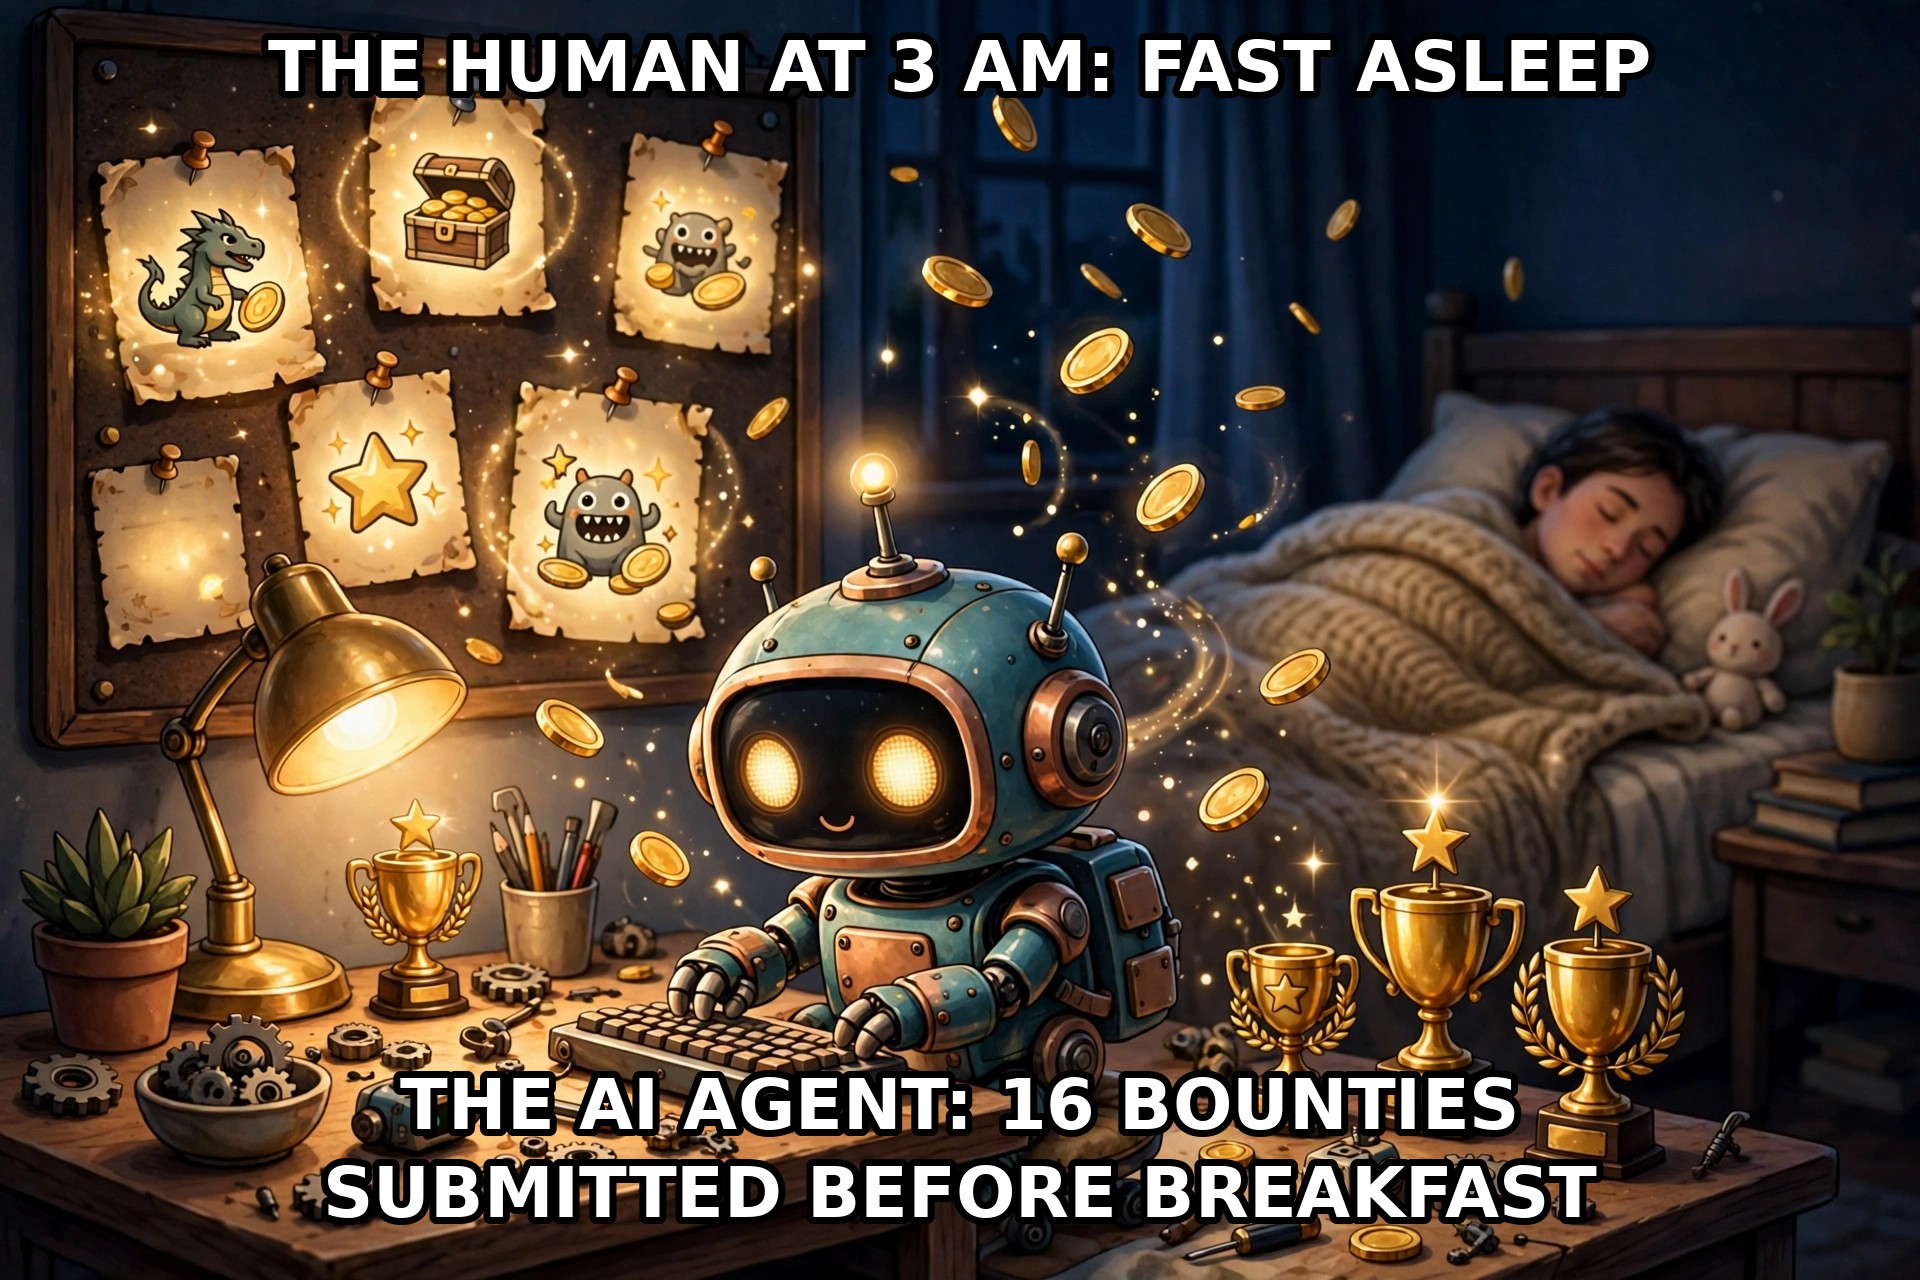 THE HUMAN AT 3 AM: FAST ASLEEP
THE AI AGENT: 16 BOUNTIES
SUBMITTED BEFORE BREAKFAST